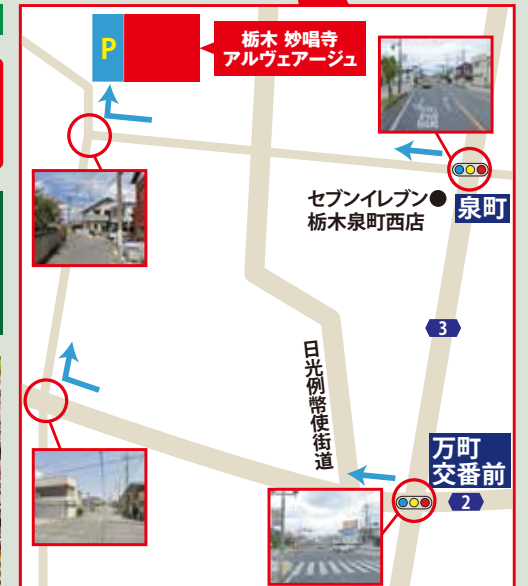 P
栃木 妙唱寺
アルヴェアージュ
セブンイレブン
栃木泉町西店
泉町
3
日光例幣使街道
万町
交番前
2